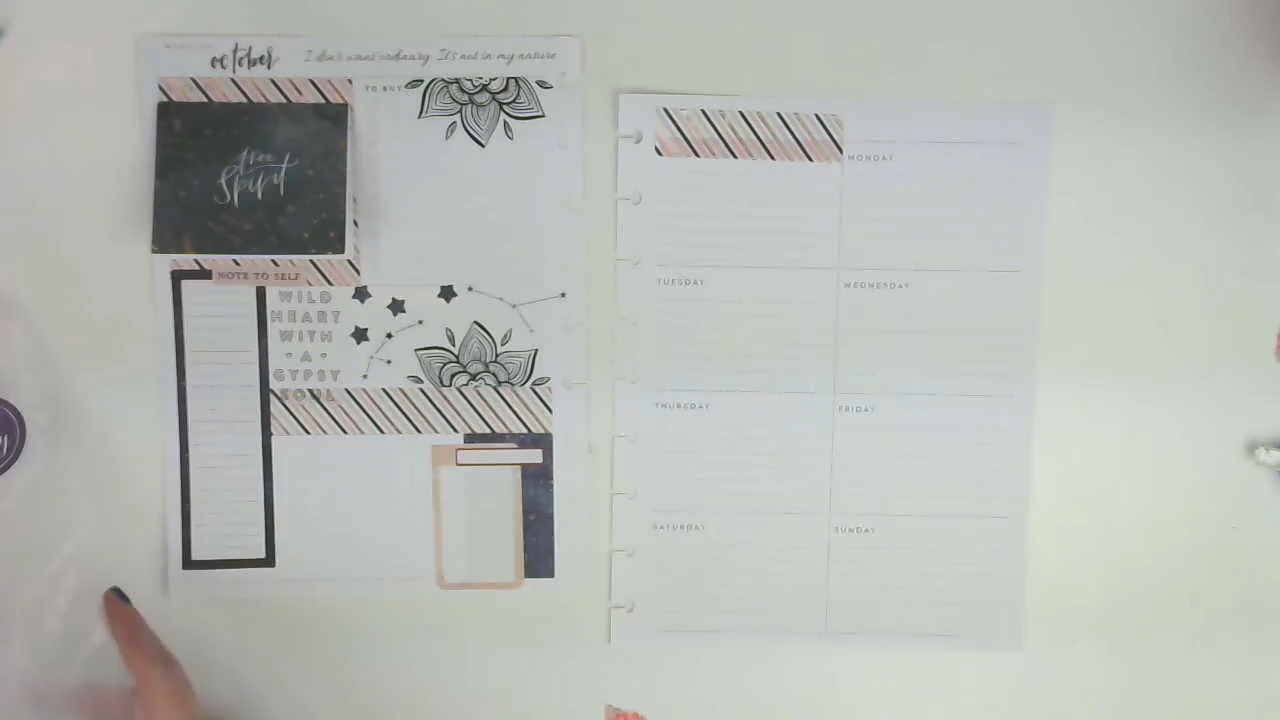 october
I don't want ordinary. It's not in my nature
TO BUY
free
Spirit
NOTE TO SELF
WILD
HEART
WITH
• A •
GYPSY
SOUL
MONDAY
TUESDAY
WEDNESDAY
THURSDAY
FRIDAY
SATURDAY
SUNDAY